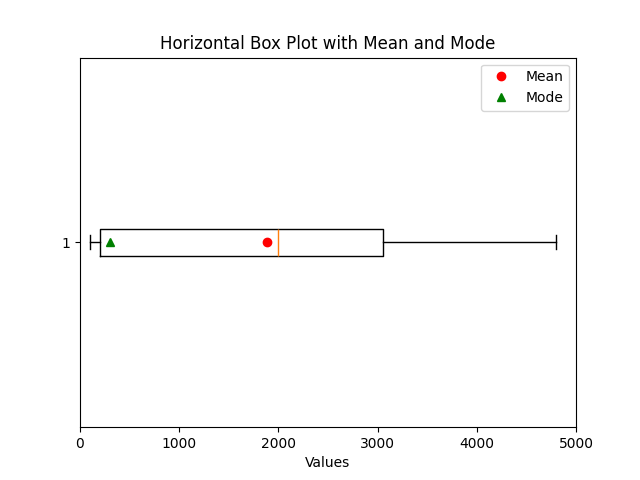 Horizontal Box Plot with Mean and Mode
Mean
Mode
1
0 1000 2000 3000 4000 5000
Values